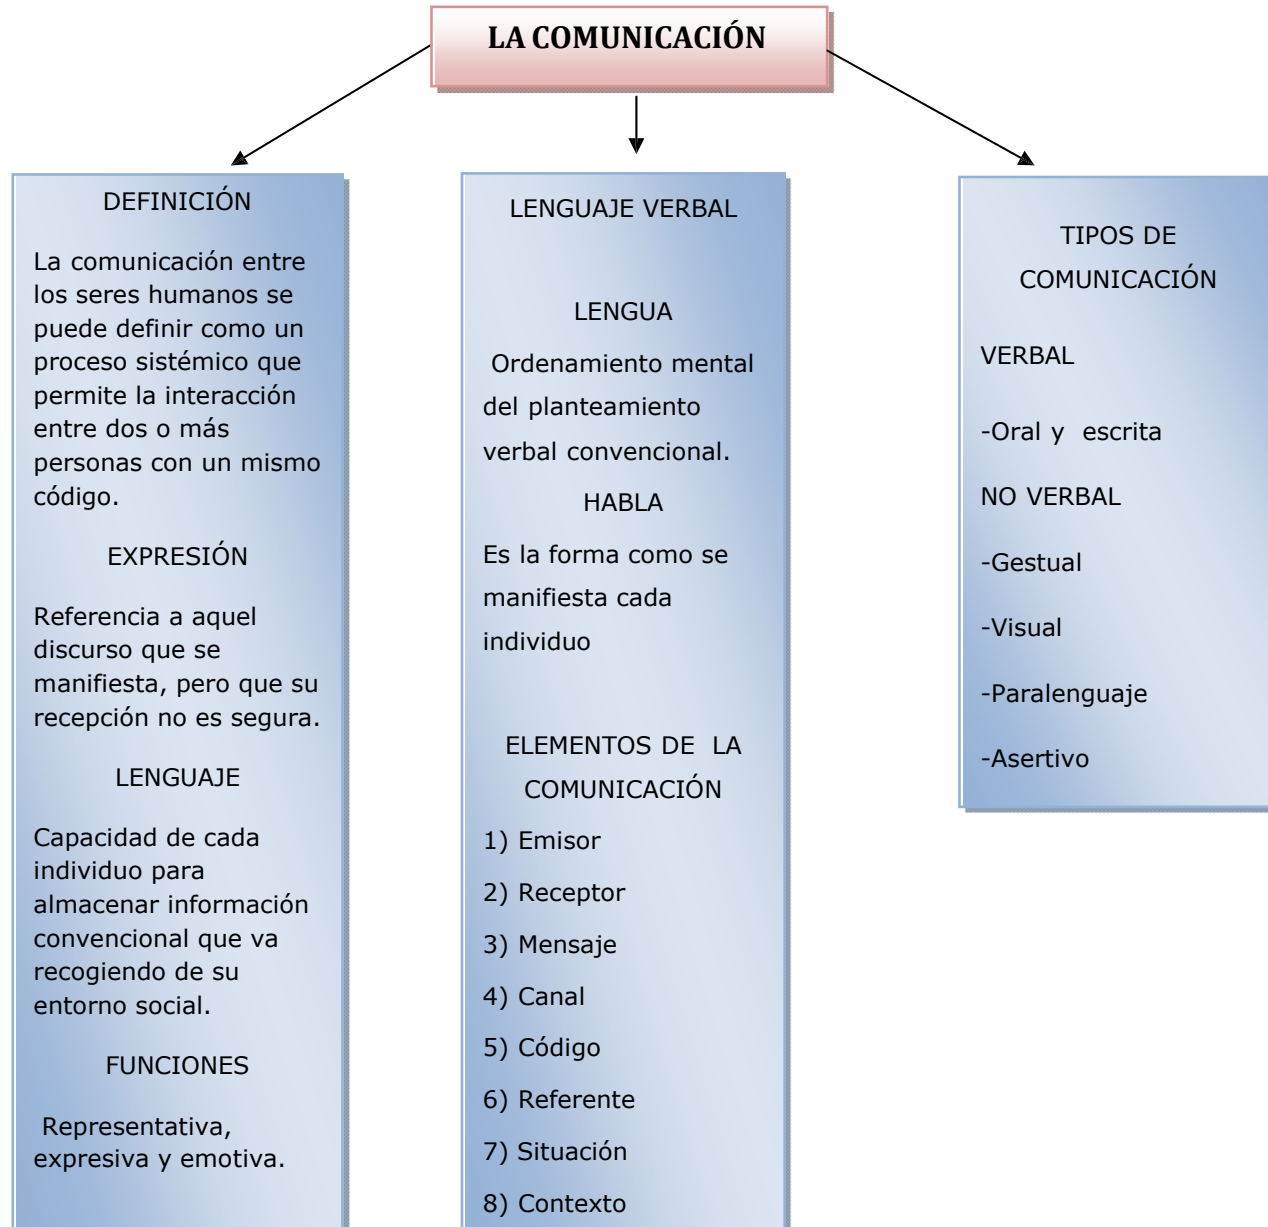 LA COMUNICACIÓN
DEFINICIÓN
La comunicación entre
los seres humanos se
puede definir como un
proceso sistémico que
permite la interacción
entre dos o más
personas con un mismo
código.
EXPRESIÓN
Referencia a aquel
discurso que se
manifiesta, pero que su
recepción no es segura.
LENGUAJE
Capacidad de cada
individuo para
almacenar información
convencional que va
recogiendo de su
entorno social.
FUNCIONES
Representativa,
expresiva y emotiva.
LENGUAJE VERBAL
LENGUA
Ordenamiento mental
del planteamiento
verbal convencional.
HABLA
Es la forma como se
manifiesta cada
individuo
ELEMENTOS DE LA
COMUNICACIÓN
1) Emisor
2) Receptor
3) Mensaje
4) Canal
5) Código
6) Referente
7) Situación
8) Contexto
TIPOS DE
COMUNICACIÓN
VERBAL
-Oral y escrita
NO VERBAL
-Gestual
-Visual
-Paralenguaje
-Asertivo